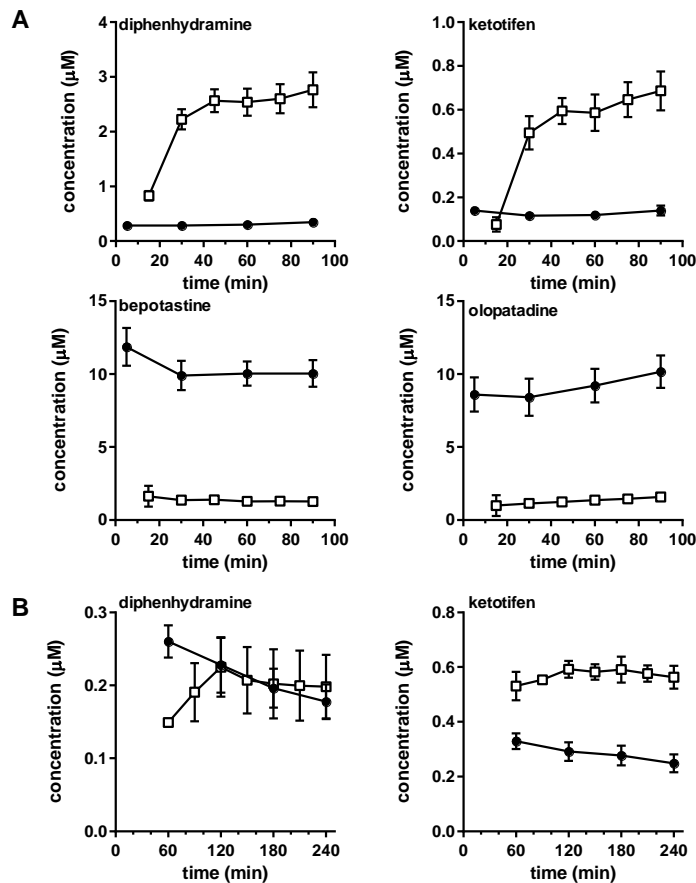 A
diphenhydramine
concentration (µM)
4
3
2
1
0
0 20 40 60 80 100
time (min)
ketotifen
concentration (µM)
1.0
0.8
0.6
0.4
0.2
0.0
0 20 40 60 80 100
time (min)
bepotastine
concentration (µM)
15
10
5
0
0 20 40 60 80 100
time (min)
olopatadine
concentration (µM)
15
10
5
0
0 20 40 60 80 100
time (min)
B
diphenhydramine
concentration (µM)
0.3
0.2
0.1
0.0
0 60 120 180 240
time (min)
ketotifen
concentration (µM)
0.8
0.6
0.4
0.2
0.0
0 60 120 180 240
time (min)